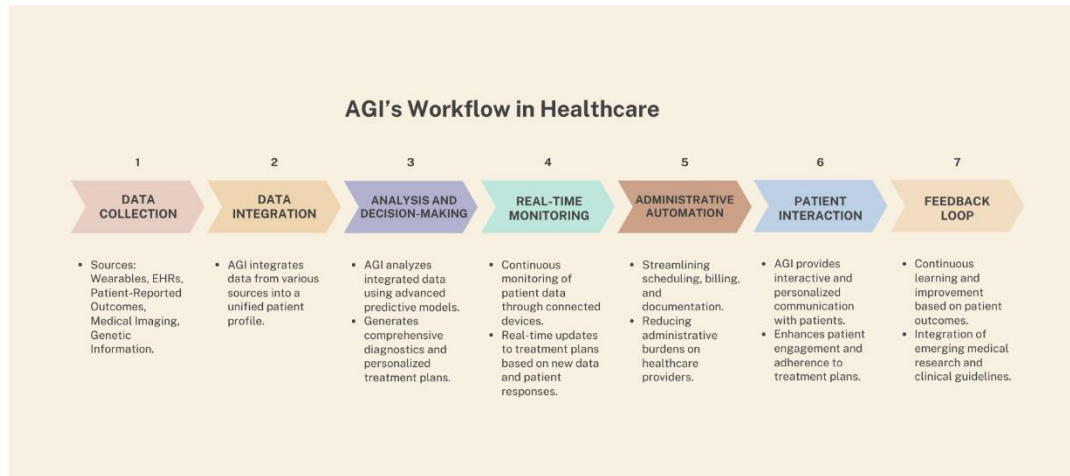 AGI's Workflow in Healthcare
1
DATA
COLLECTION
• Sources:
Wearables, EHRs,
Patient-Reported
Outcomes,
Medical Imaging,
Genetic
Information.
2
DATA
INTEGRATION
• AGI integrates
data from various
sources into a
unified patient
profile.
3
ANALYSIS AND
DECISION-MAKING
• AGI analyzes
integrated data
using advanced
predictive models.
• Generates
comprehensive
diagnostics and
personalized
treatment plans.
4
REAL-TIME
MONITORING
• Continuous
monitoring of
patient data
through connected
devices.
• Real-time updates
to treatment plans
based on new data
and patient
responses.
5
ADMINISTRATIVE
AUTOMATION
• Streamlining
scheduling, billing,
and
documentation.
• Reducing
administrative
burdens on
healthcare
providers.
6
PATIENT
INTERACTION
• AGI provides
interactive and
personalized
communication
with patients.
• Enhances patient
engagement and
adherence to
treatment plans.
7
FEEDBACK
LOOP
• Continuous
learning and
improvement
based on patient
outcomes.
• Integration of
emerging medical
research and
clinical guidelines.